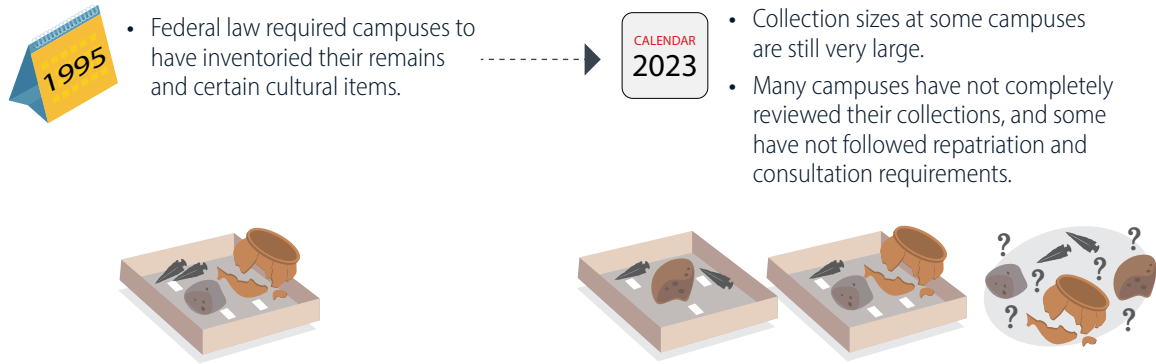 1995
• Federal law required campuses to
have inventoried their remains
and certain cultural items.
CALENDAR
2023
• Collection sizes at some campuses
are still very large.
• Many campuses have not completely
reviewed their collections, and some
have not followed repatriation and
consultation requirements.
? ? ? ? ? ?